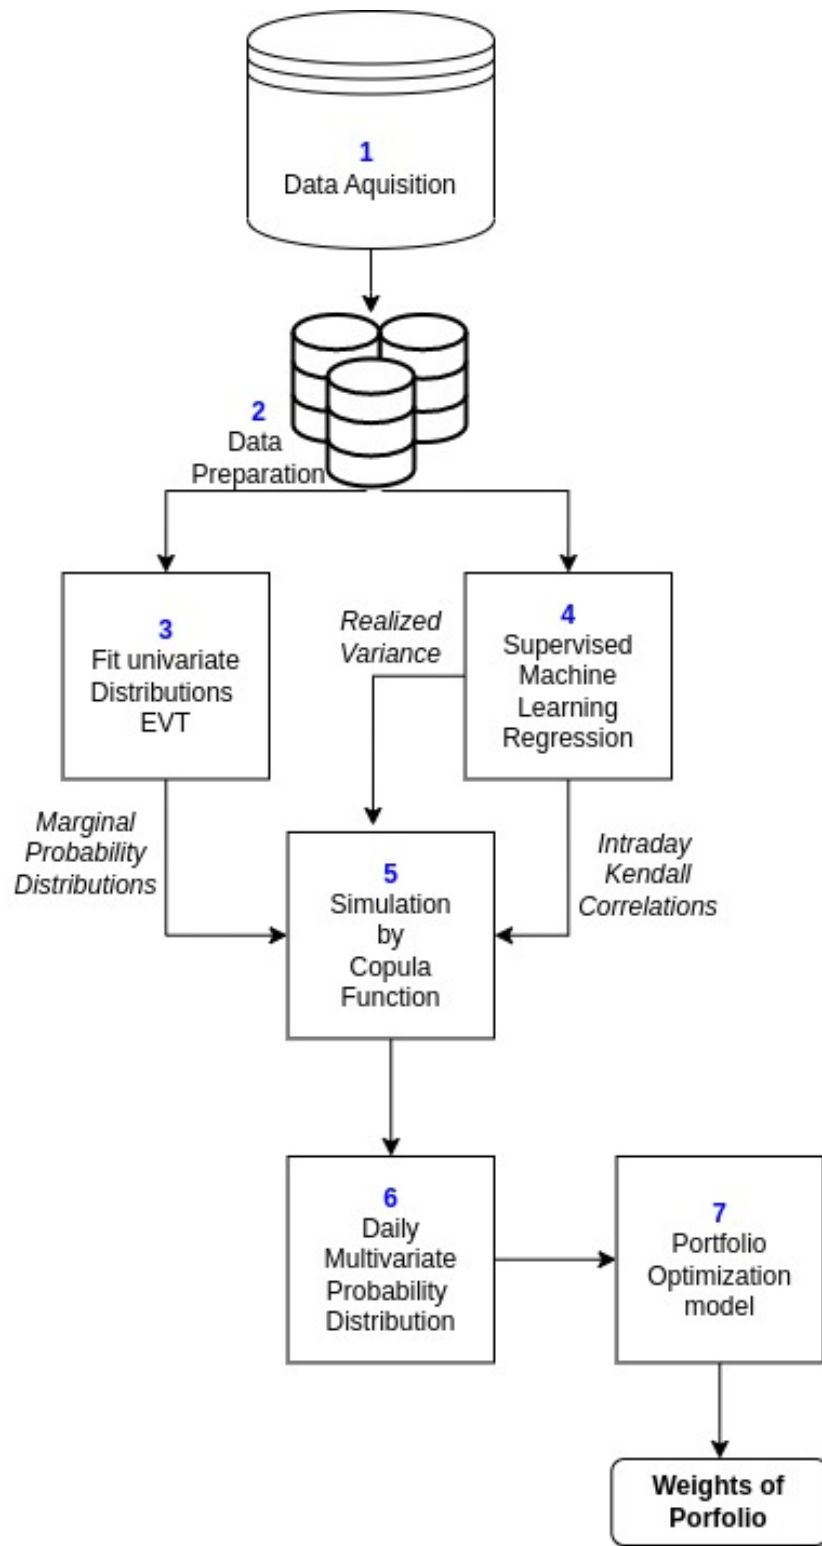 1
Data Aquisition
2
Data
Preparation
3
Fit univariate
Distributions
EVT
Realized
Variance
4
Supervised
Machine
Learning
Regression
Marginal
Probability
Distributions
5
Simulation
by
Copula
Function
Intraday
Kendall
Correlations
6
Daily
Multivariate
Probability
Distribution
7
Portfolio
Optimization
model
Weights of
Porfolio